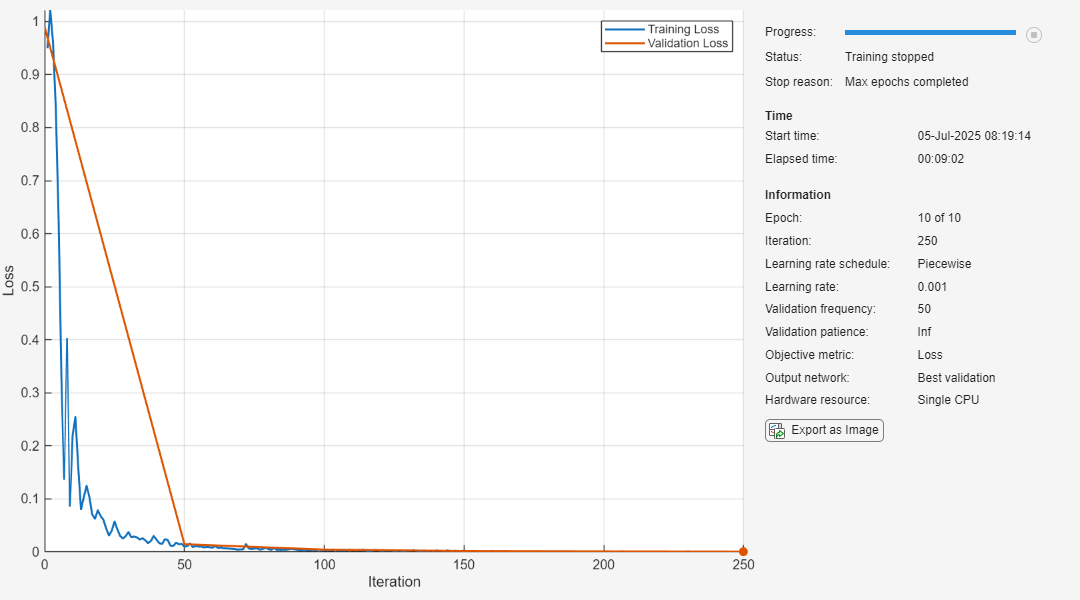 1
0.9
0.8
0.7
0.6
0.5
0.4
0.3
0.2
0.1
0
Loss
0 50 100 150 200 250
Iteration
Training Loss
Validation Loss
Progress:
Status: Training stopped
Stop reason: Max epochs completed
Time
Start time: 05-Jul-2025 08:19:14
Elapsed time: 00:09:02
Information
Epoch: 10 of 10
Iteration: 250
Learning rate schedule: Piecewise
Learning rate: 0.001
Validation frequency: 50
Validation patience: Inf
Objective metric: Loss
Output network: Best validation
Hardware resource: Single CPU
Export as Image